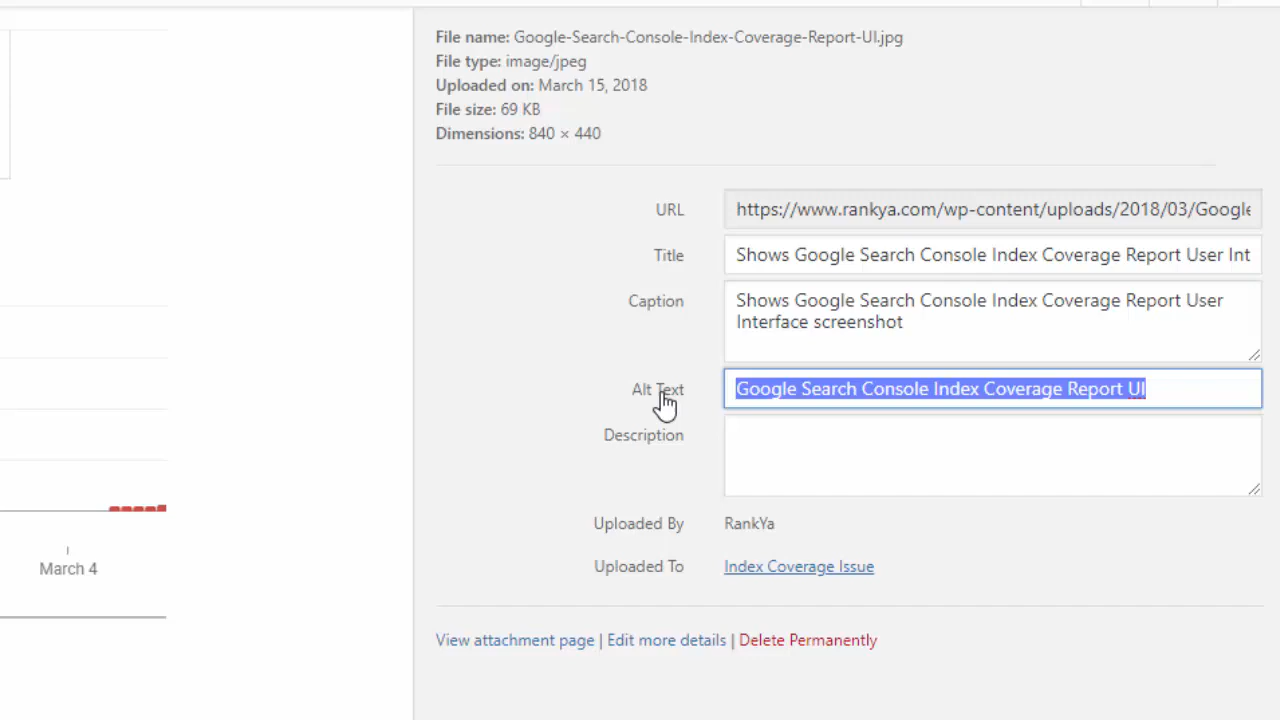 File name: Google-Search-Console-Index-Coverage-Report-UI.jpg
File type: image/jpeg
Uploaded on: March 15, 2018
File size: 69 KB
Dimensions: 840 × 440
URL https://www.rankya.com/wp-content/uploads/2018/03/Google
Title Shows Google Search Console Index Coverage Report User Int
Caption Shows Google Search Console Index Coverage Report User
Interface screenshot
Alt Text Google Search Console Index Coverage Report UI
Description
Uploaded By RankYa
Uploaded To Index Coverage Issue
March 4
View attachment page | Edit more details | Delete Permanently